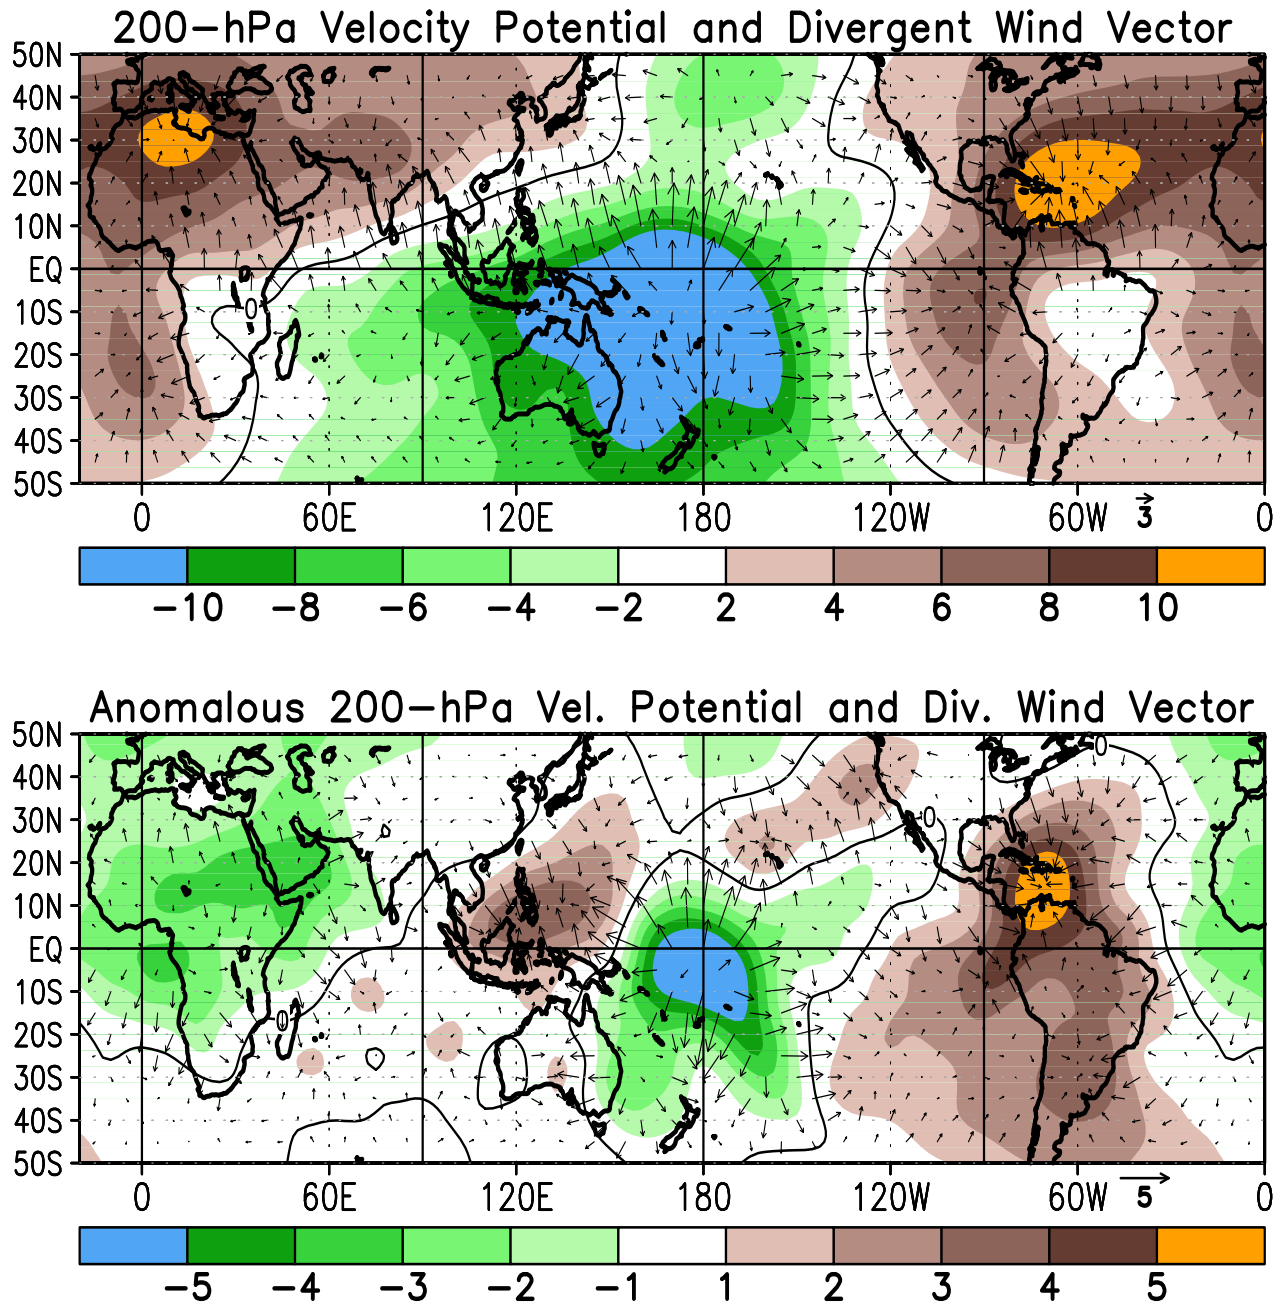 200-hPa Velocity Potential and Divergent Wind Vector
50N
40N
30N
20N
10N
EQ
10S
20S
30S
40S
50S
0
0 60E 120E 180 120W 60W 0
3
-10 -8 -6 -4 -2 2 4 6 8 10
Anomalous 200-hPa Vel. Potential and Div. Wind Vector
50N
40N
30N
20N
10N
EQ
10S
20S
30S
40S
50S
0
0
0
0 60E 120E 180 120W 60W 0
5
-5 -4 -3 -2 -1 1 2 3 4 5